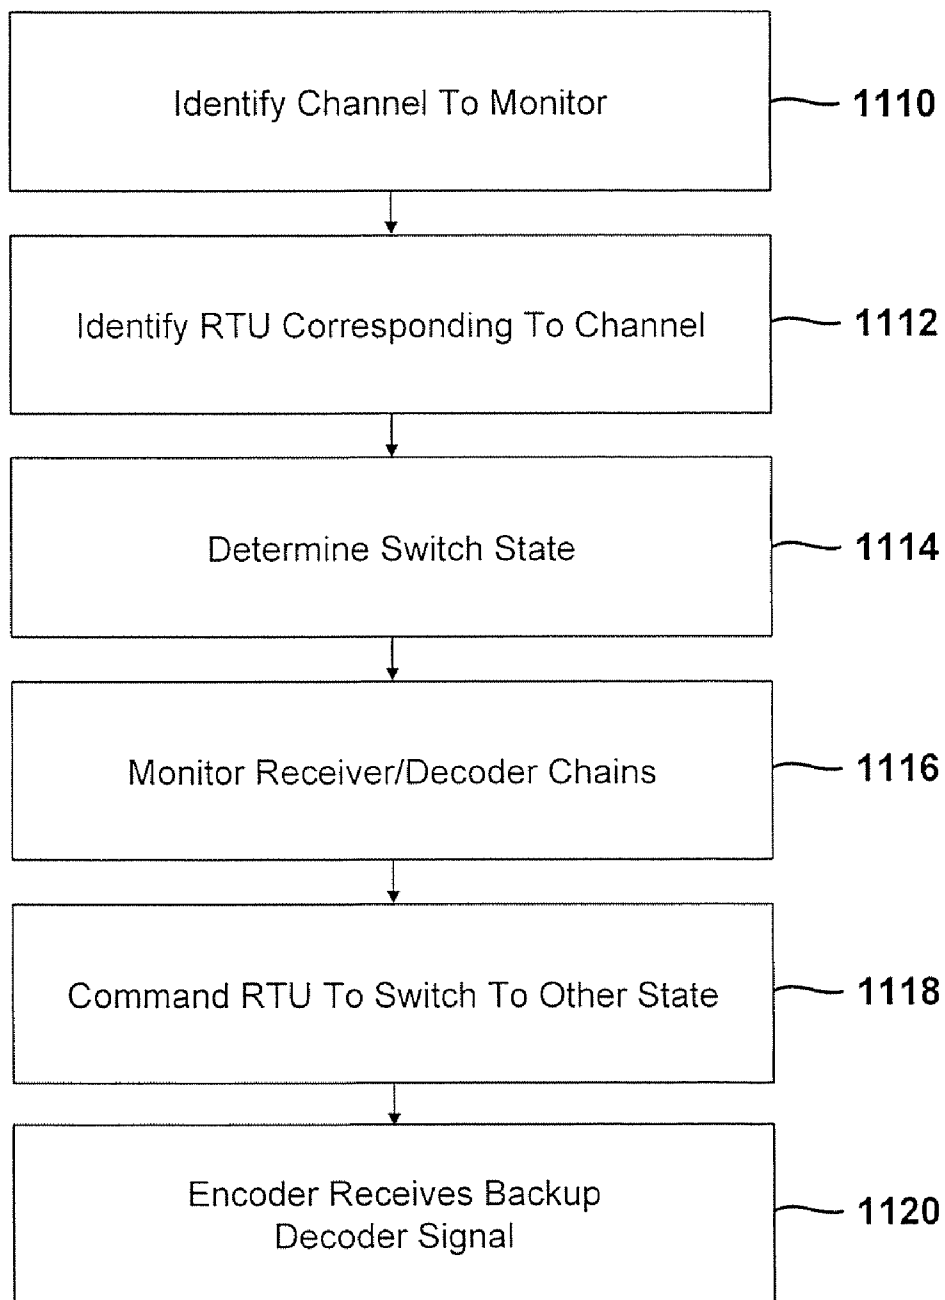 Identify Channel To Monitor
1110
Identify RTU Corresponding To Channel
1112
Determine Switch State
1114
Monitor Receiver/Decoder Chains
1116
Command RTU To Switch To Other State
1118
Encoder Receives Backup
Decoder Signal
1120